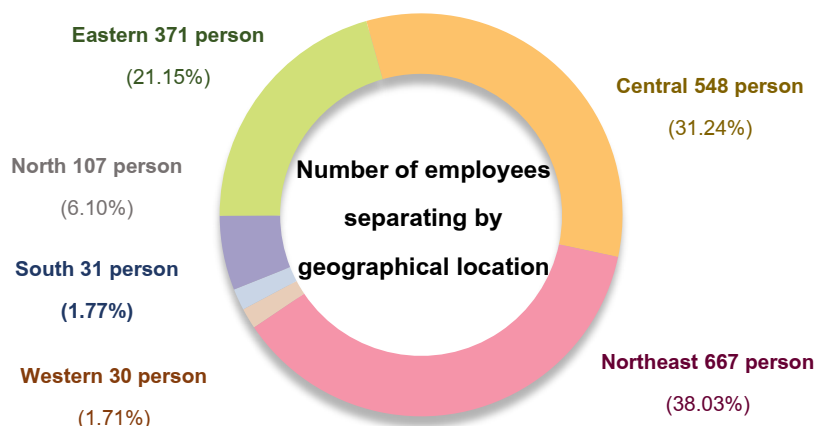 Eastern 371 person
(21.15%)
Central 548 person
(31.24%)
North 107 person
(6.10%)
Number of employees
separating by
geographical location
South 31 person
(1.77%)
Western 30 person
(1.71%)
Northeast 667 person
(38.03%)